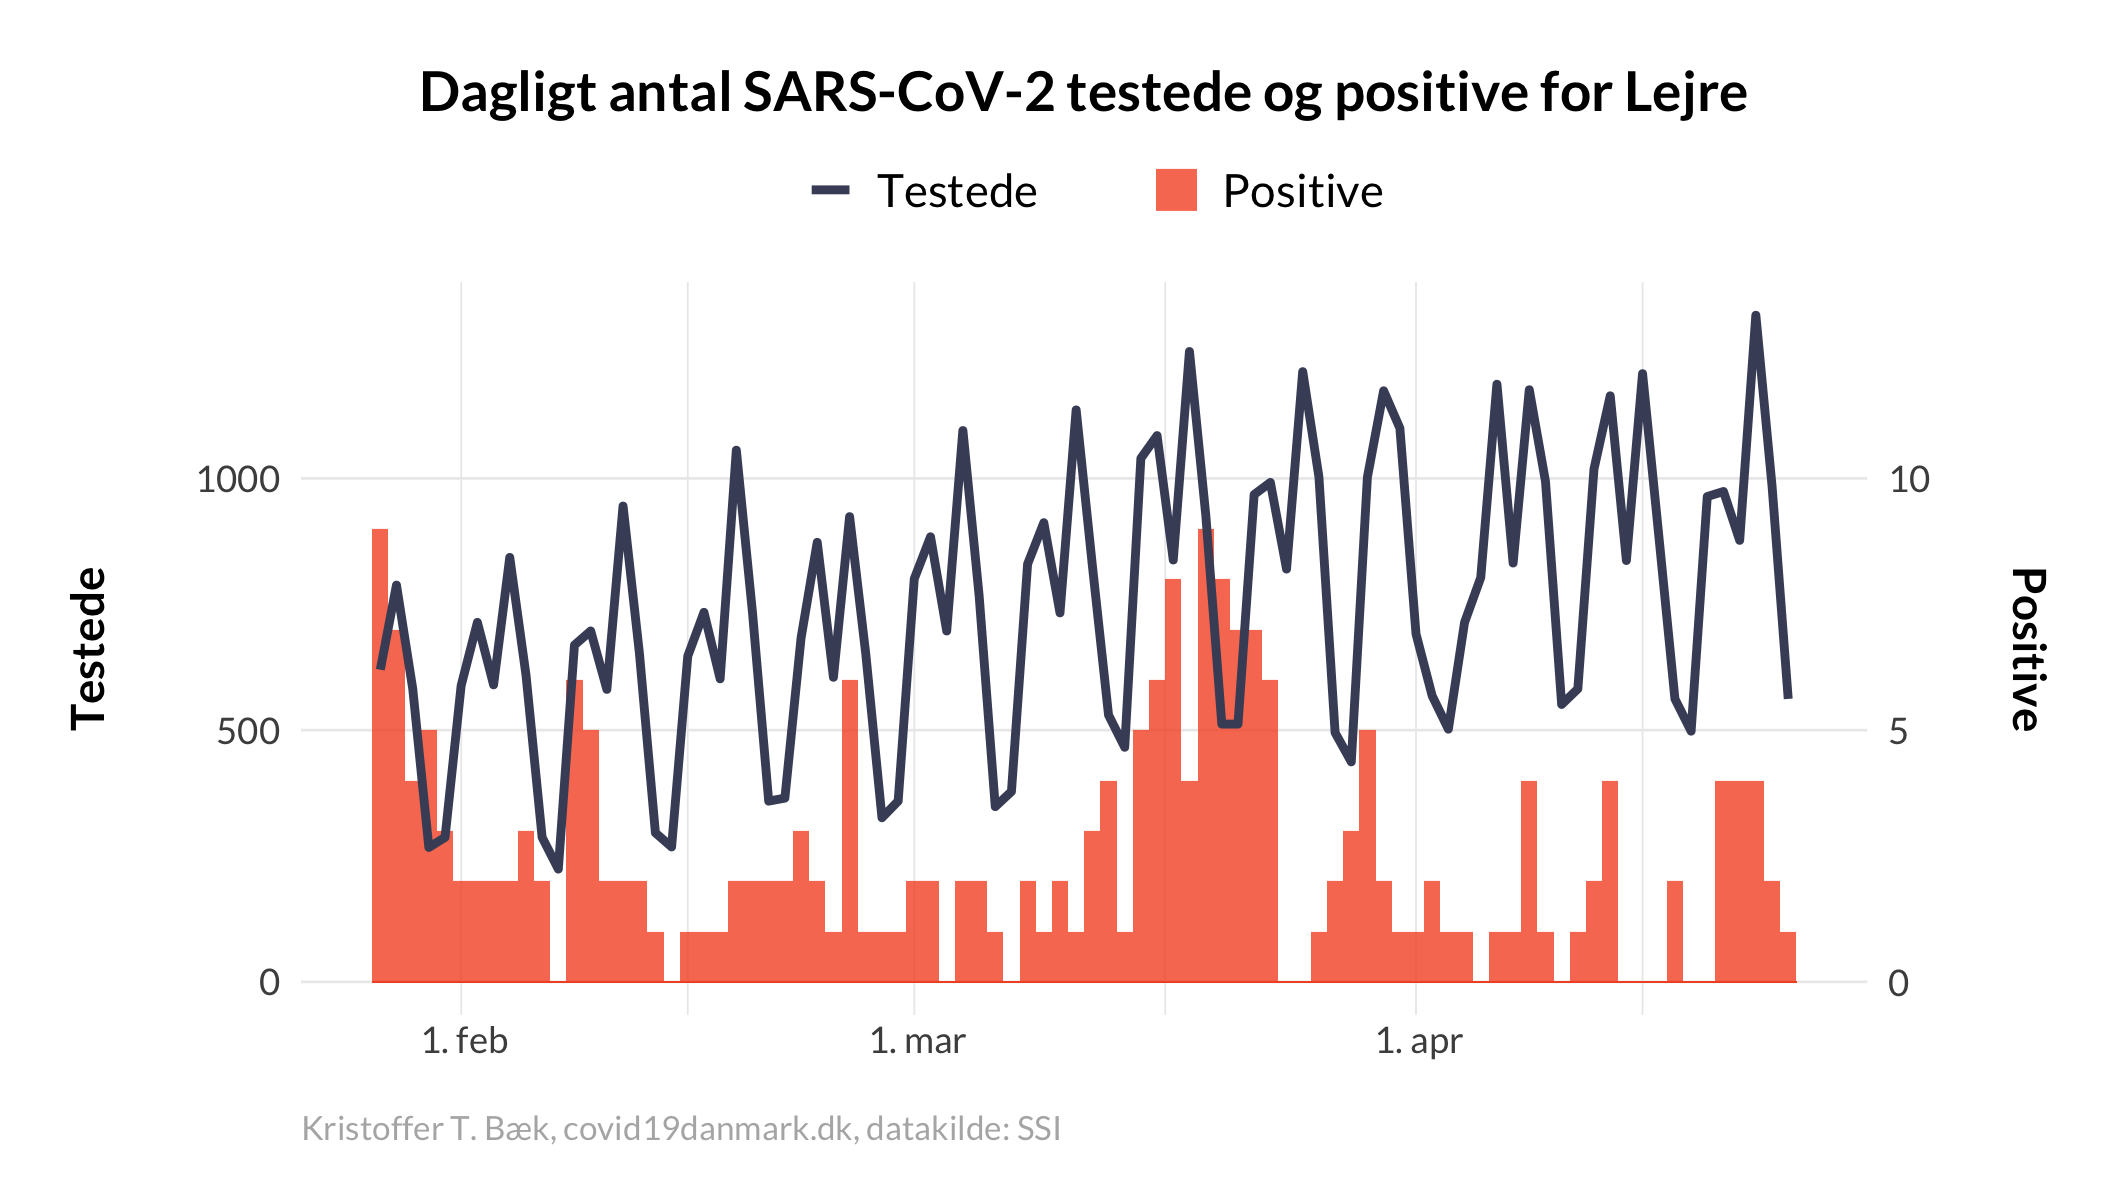 Dagligt antal SARS-CoV-2 testede og positive for Lejre
Testede
Positive
Testede
1000
500
0
10
5
0
Positive
1. feb
1. mar
1. apr
Kristoffer T. Bæk, covid19danmark.dk, datakilde: SSI